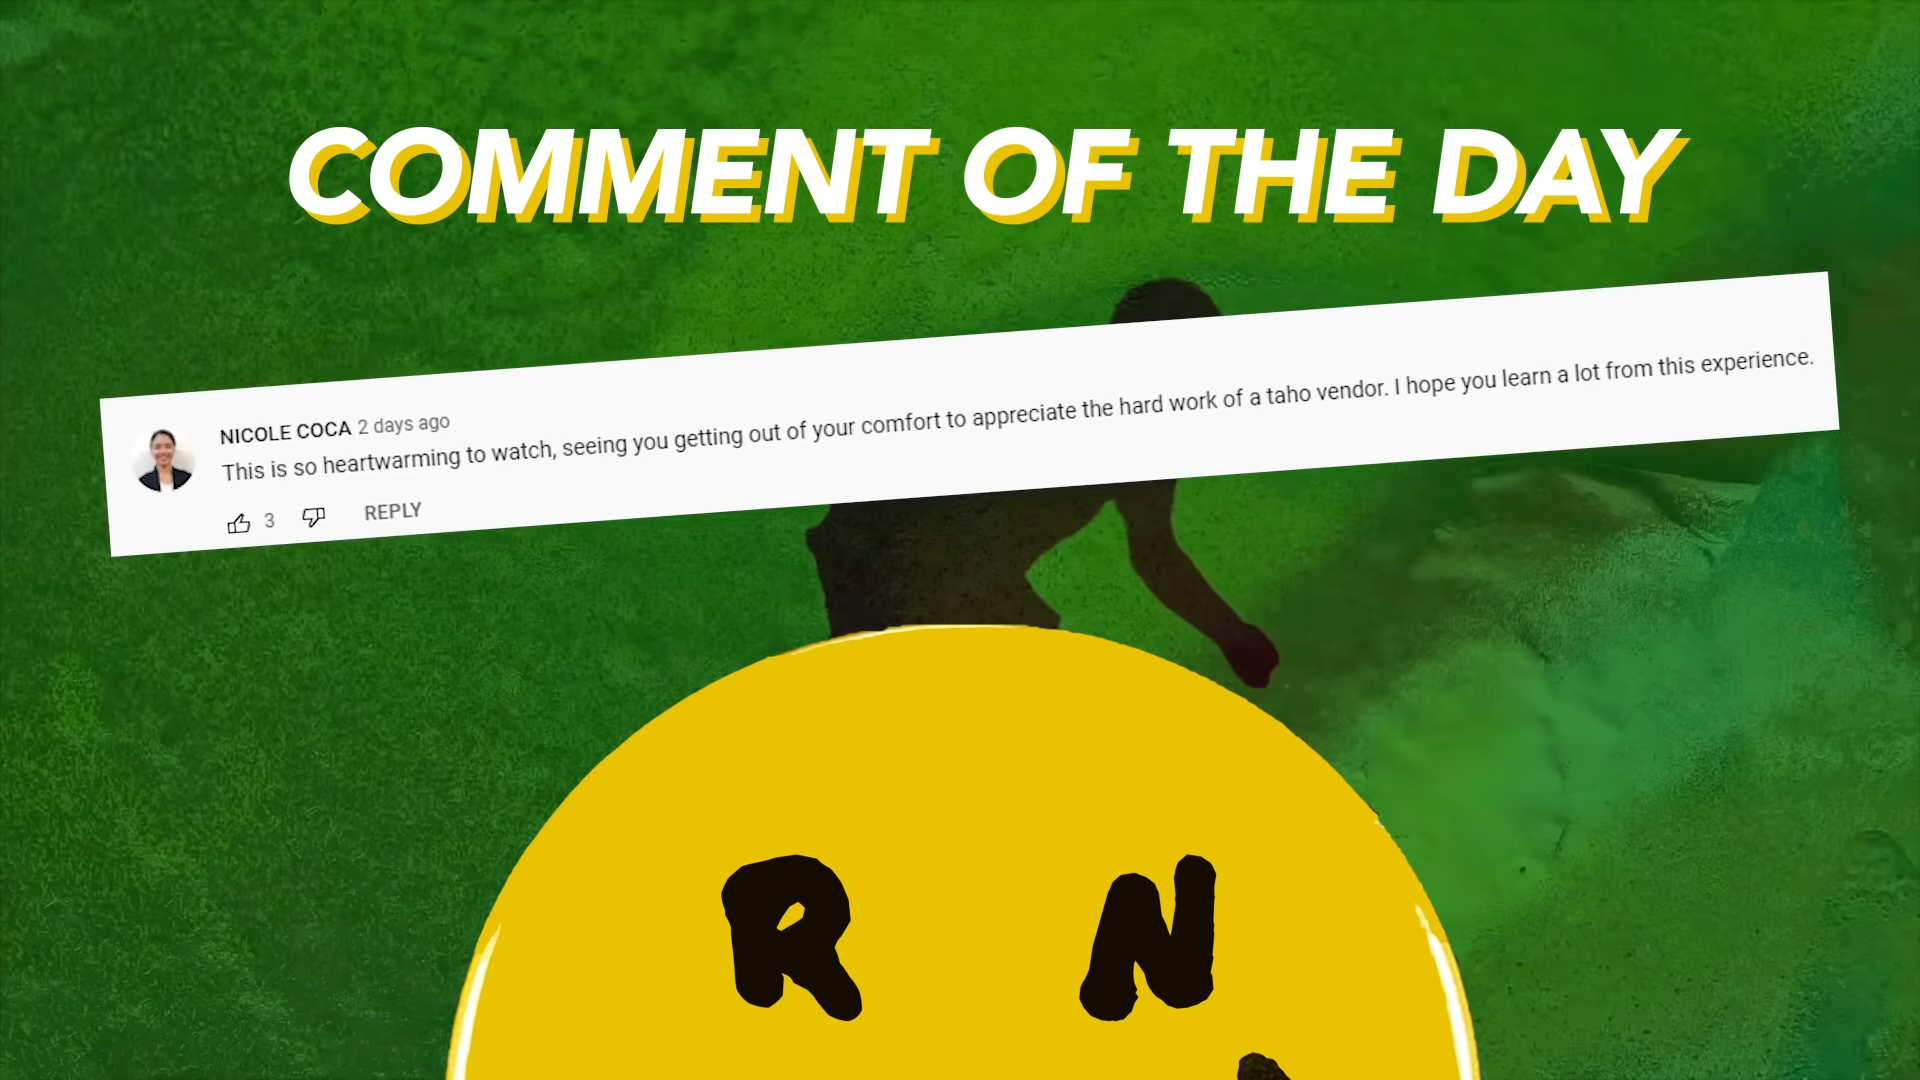 COMMENT OF THE DAY
NICOLE COCA 2 days ago
This is so heartwarming to watch, seeing you getting out of your comfort to appreciate the hard work of a taho vendor. I hope you learn a lot from this experience.
3 REPLY
R N